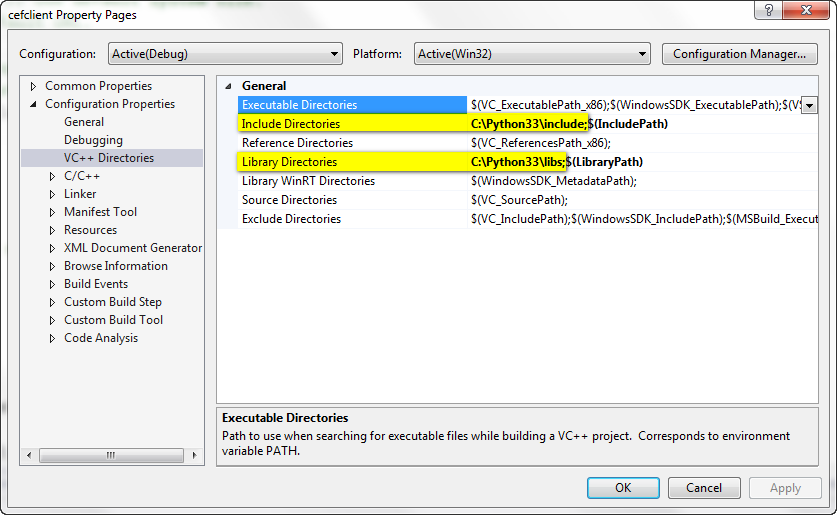 cefclient Property Pages
Configuration: Active(Debug) Platform: Active(Win32) Configuration Manager...
Common Properties
Configuration Properties
General
Debugging
VC++ Directories
C/C++
Linker
Manifest Tool
Resources
XML Document Generator
Browse Information
Build Events
Custom Build Step
Custom Build Tool
Code Analysis
General
Executable Directories $(VC_ExecutablePath_x86);$(WindowsSDK_ExecutablePath);$(VS
Include Directories C:\Python33\include;$(IncludePath)
Reference Directories $(VC_ReferencesPath_x86);
Library Directories C:\Python33\libs;$(LibraryPath)
Library WinRT Directories $(WindowsSDK_MetadataPath);
Source Directories $(VC_SourcePath);
Exclude Directories $(VC_IncludePath);$(WindowsSDK_IncludePath);$(MSBuild_Execut
Executable Directories
Path to use when searching for executable files while building a VC++ project. Corresponds to environment
variable PATH.
OK Cancel Apply